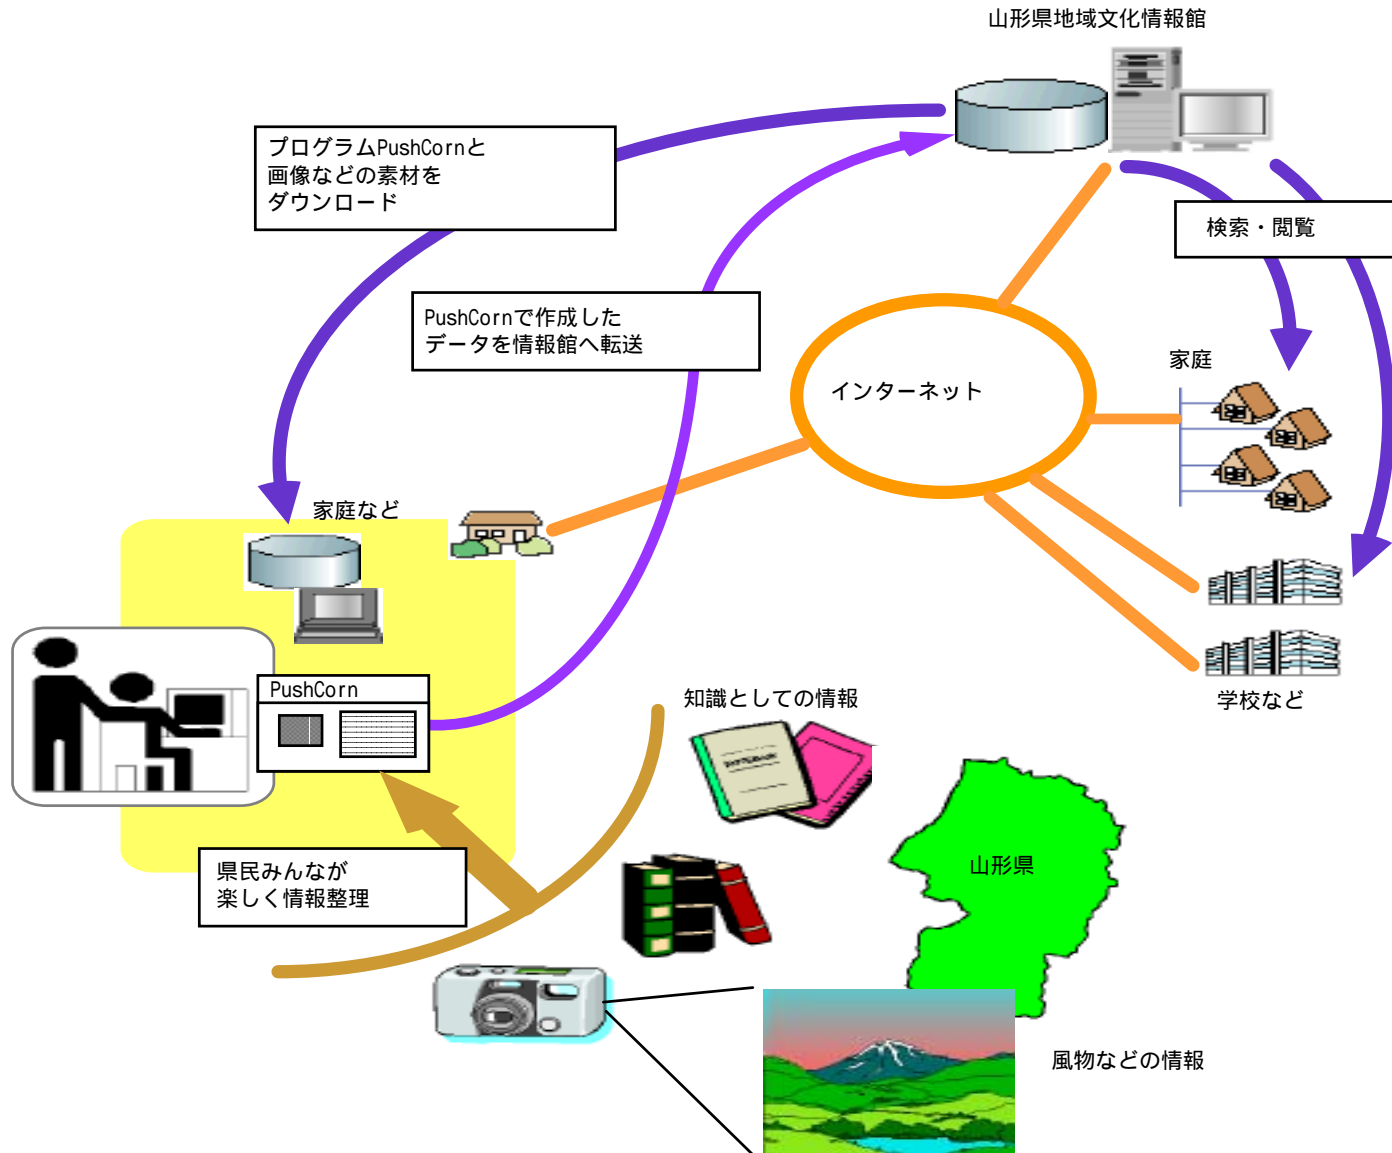 山形県地域文化情報館
プログラムPushCornと
画像などの素材を
ダウンロード
検索・閲覧
PushCornで作成した
データを情報館へ転送
家庭
インターネット
家庭など
PushCorn
知識としての情報
学校など
NOTEBOOK
県民みんなが
楽しく情報整理
山形県
風物などの情報